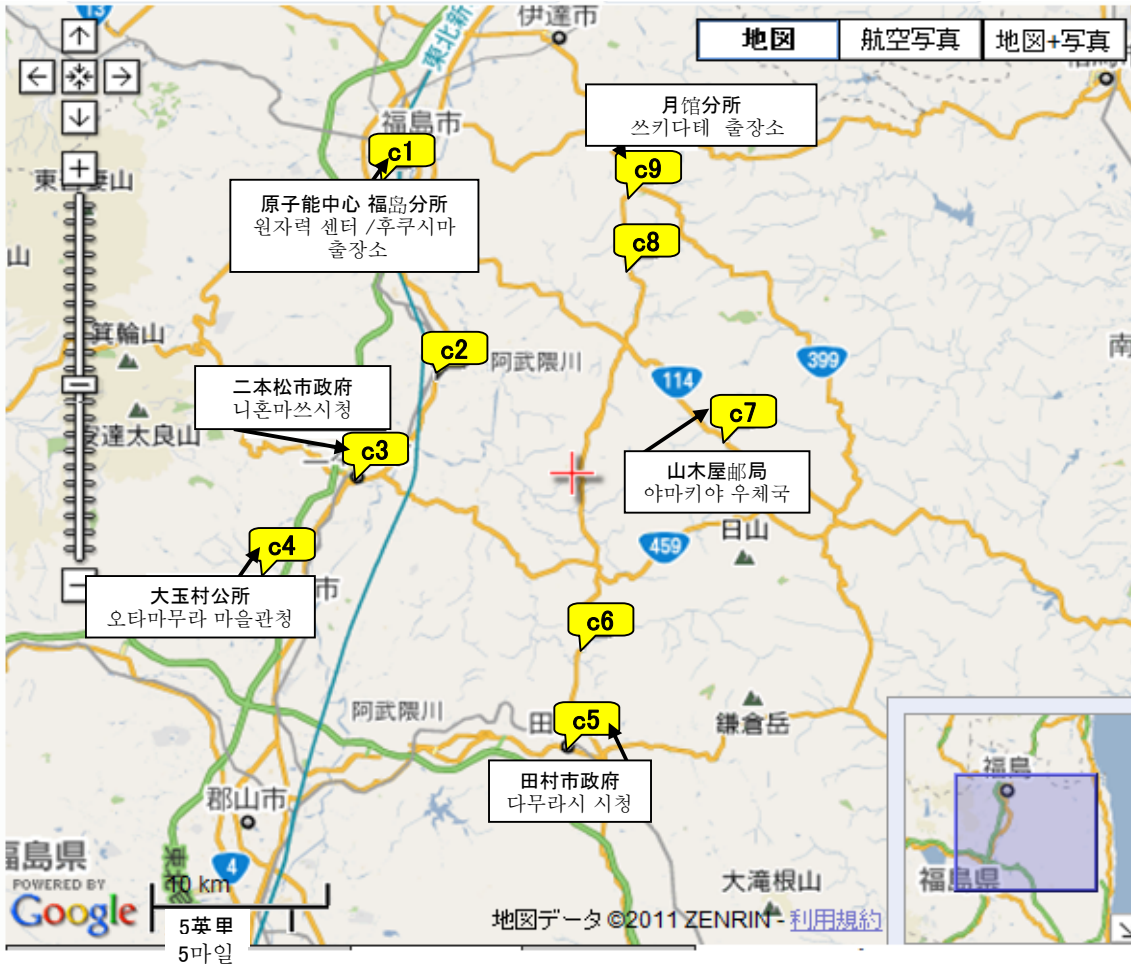 13
伊達市
東北新
地図
航空写真
地図+写真
福島市
月馆分所
쓰키다테 출장소
c1
c9
原子能中心 福岛分所
원자력 센터 /후쿠시마
출장소
c8
山
箕輪山
c2
阿武隈川
399
南
114
二本松市政府
니혼마쓰시청
c7
安達太良山
c3
山木屋邮局
야마키야 우체국
459
日山
c4
大玉村公所
오타마무라 마을관청
市
c6
阿武隈川
田
c5
鎌倉岳
田村市政府
다무라시 시청
福島
郡山市
福島県
4
福島県
POWERED BY
Google
10 km
大滝根山
5英里
5마일
地図データ ©2011 ZENRIN - 利用規約